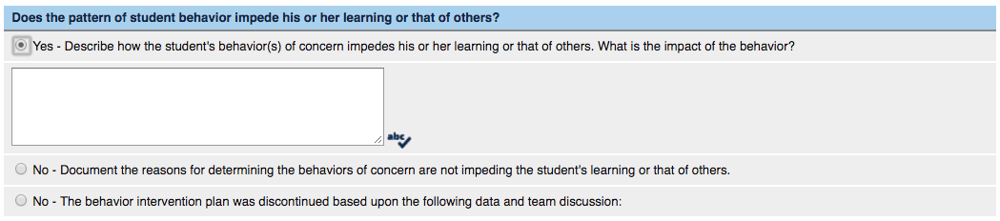 Does the pattern of student behavior impede his or her learning or that of others?
Yes - Describe how the student's behavior(s) of concern impedes his or her learning or that of others. What is the impact of the behavior?
abc
No - Document the reasons for determining the behaviors of concern are not impeding the student's learning or that of others.
No - The behavior intervention plan was discontinued based upon the following data and team discussion: